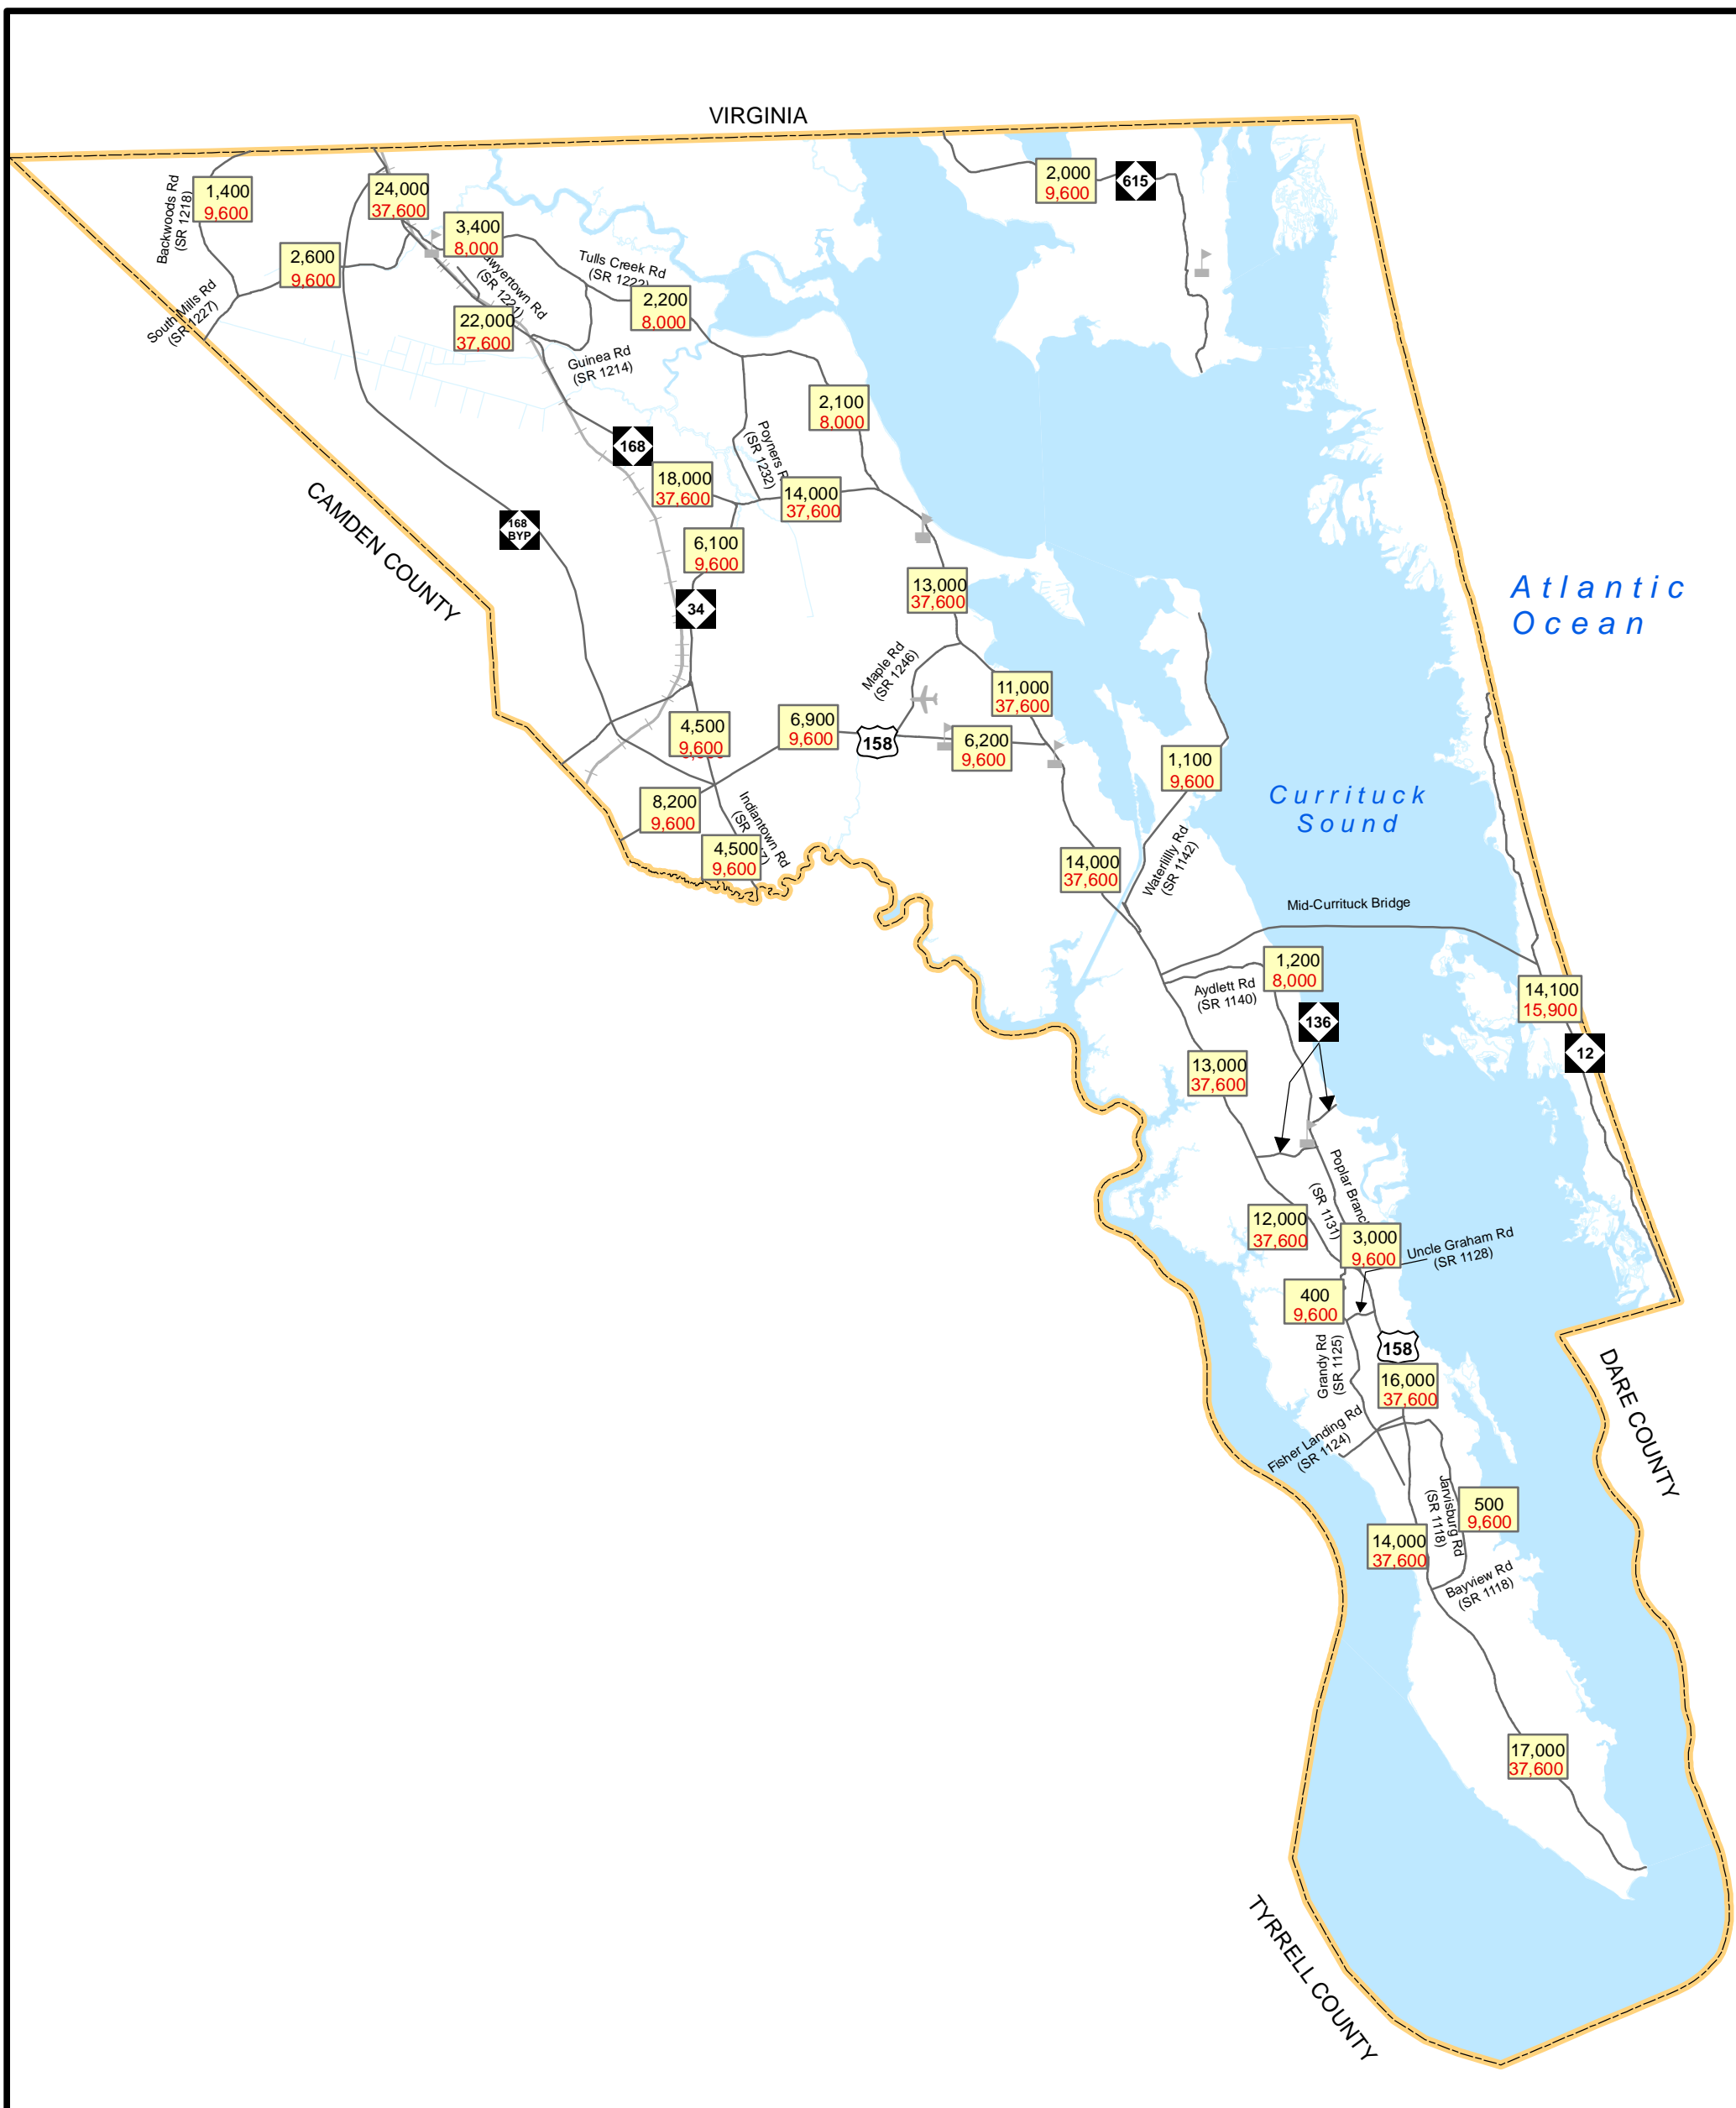 VIRGINIA
1,400
9,600
Backwoods Rd
(SR 1218)
24,000
37,600
2,000
9,600
615
3,400
8,000
2,600
9,600
Tulls Creek Rd
(SR 1222)
(SR 1221)
South Mills Rd
(SR 1227)
2,200
8,000
22,000
37,600
Guinea Rd
(SR 1214)
2,100
8,000
168
Poyners
(SR 1232)
18,000
37,600
14,000
37,600
168
BYP
CAMDEN COUNTY
6,100
9,600
13,000
37,600
34
Atlantic
Ocean
Maple Rd
(SR 1246)
11,000
37,600
4,500
9,600
6,900
9,600
158
6,200
9,600
1,100
9,600
8,200
9,600
Indiantown Rd
(SR
4,500
9,600
Currituck
Sound
14,000
37,600
Waterlilly Rd
(SR 1142)
Mid-Currituck Bridge
1,200
8,000
Aydlett Rd
(SR 1140)
14,100
15,900
136
12
13,000
37,600
Poplar
(SR 1131)
12,000
37,600
3,000
9,600
Uncle Graham Rd
(SR 1128)
400
9,600
Grandy Rd
(SR 1125)
158
DARE COUNTY
16,000
37,600
Fisher Landing Rd
(SR 1124)
Jarvisburg Rd
(SR 1118)
500
9,600
14,000
37,600
Bayview Rd
(SR 1118)
17,000
37,600
TYRRELL COUNTY